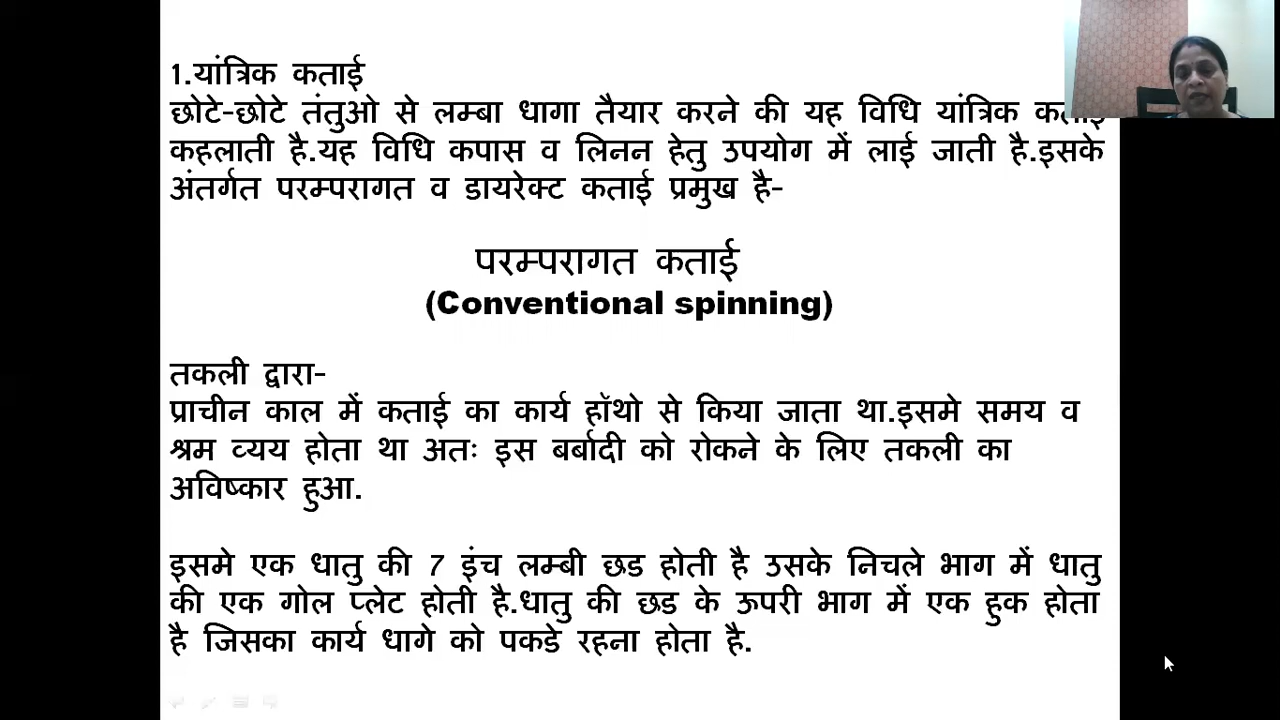 1.यांत्रिक कताई
छोटे-छोटे तंतुओ से लम्बा धागा तैयार करने की यह विधि यांत्रिक कताई
कहलाती है.यह विधि कपास व लिनन हेतु उपयोग में लाई जाती है.इसके
अंतर्गत परम्परागत व डायरेक्ट कताई प्रमुख है-
परम्परागत कताई
(Conventional spinning)
तकली द्वारा-
प्राचीन काल में कताई का कार्य हॉथो से किया जाता था.इसमे समय व
श्रम व्यय होता था अतः इस बर्बादी को रोकने के लिए तकली का
अविष्कार हुआ.
इसमे एक धातु की 7 इंच लम्बी छड होती है उसके निचले भाग में धातु
की एक गोल प्लेट होती है.धातु की छड के ऊपरी भाग में एक हुक होता
है जिसका कार्य धागे को पकडे रहना होता है.